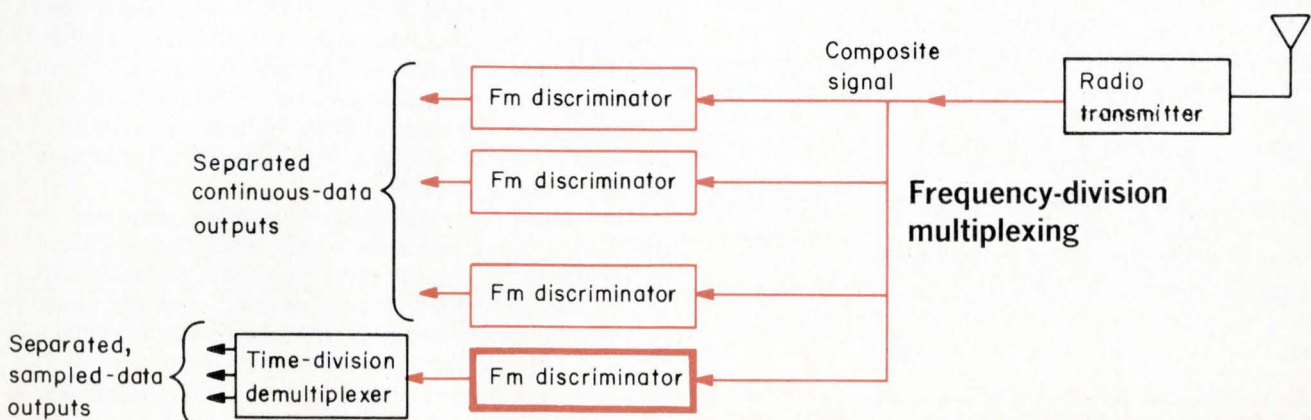 Composite
signal
Radio
transmitter
Fm discriminator
Separated
continuous-data
outputs
Fm discriminator
Frequency-division
multiplexing
Fm discriminator
Separated,
sampled-data
outputs
Time-division
demultiplexer
Fm discriminator